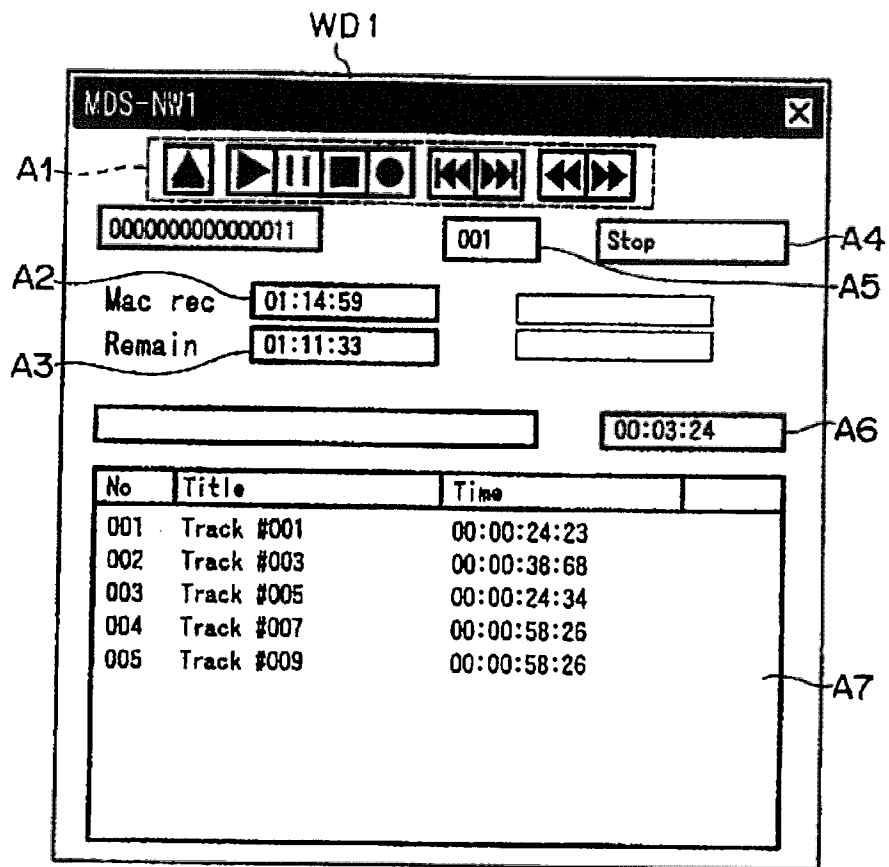 WD1
MDS-NW1
A1
0000000000000011 001 Stop A4
A5
A2
Mac rec 01:14:59
Remain 01:11:33
A3
00:03:24 A6
No Title Time
001 Track #001 00:00:24:23
002 Track #003 00:00:38:68
003 Track #005 00:00:24:34
004 Track #007 00:00:58:26
005 Track #009 00:00:58:26
A7